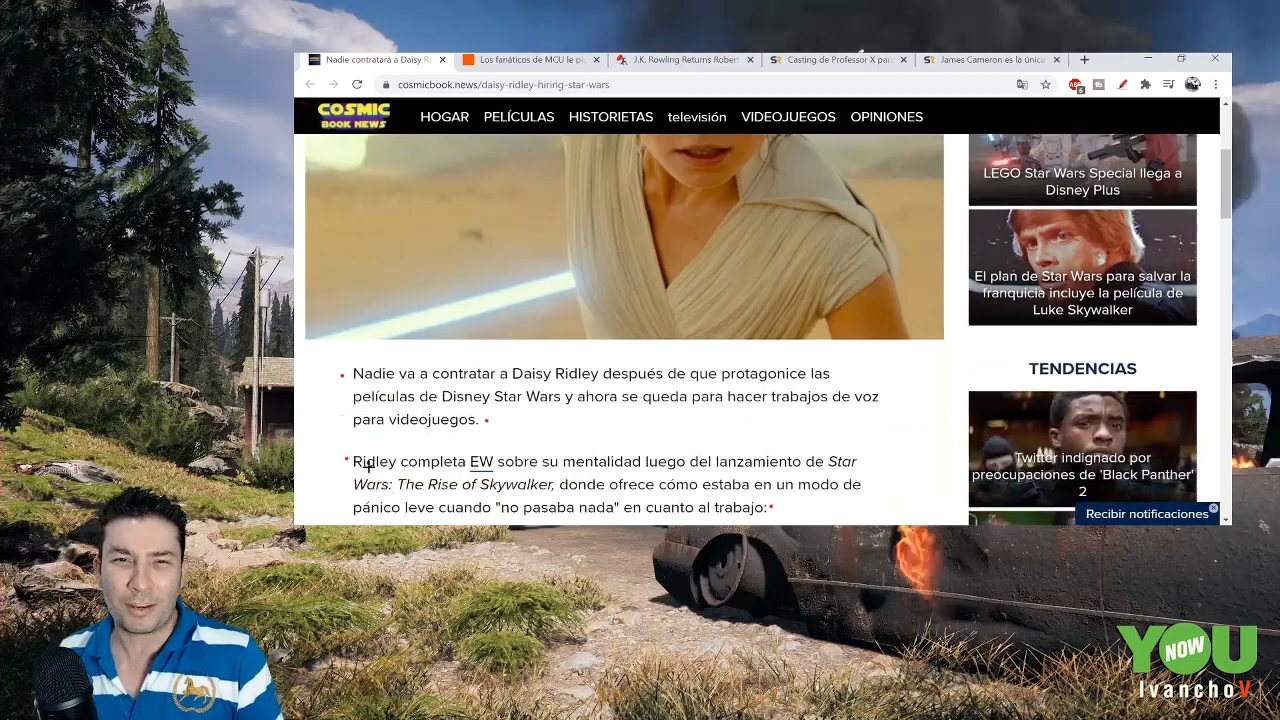 Nadie contratará a Daisy Ri
Los fanáticos de MCU le pe
J.K. Rowling Returns Robert
Casting de Professor X para
James Cameron es la única
cosmicbook.news/daisy-ridley-hiring-star-wars
6
COSMIC
BOOK NEWS
HOGAR
PELÍCULAS
HISTORIETAS
televisión
VIDEOJUEGOS
OPINIONES
LEGO Star Wars Special llega a
Disney Plus
El plan de Star Wars para salvar la
franquicia incluye la película de
Luke Skywalker
Nadie va a contratar a Daisy Ridley después de que protagonice las
películas de Disney Star Wars y ahora se queda para hacer trabajos de voz
para videojuegos.
Ridley completa EW sobre su mentalidad luego del lanzamiento de Star
Wars: The Rise of Skywalker, donde ofrece cómo estaba en un modo de
pánico leve cuando "no pasaba nada" en cuanto al trabajo:
TENDENCIAS
Twitter indignado por
preocupaciones de 'Black Panther'
2
Recibir notificaciones
YOU
NOW
IvanchoV